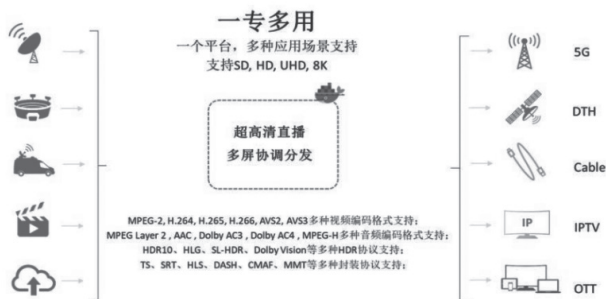 一专多用
一个平台，多种应用场景支持
支持SD, HD, UHD, 8K
超高清直播
多屏协调分发
MPEG-2, H.264, H.265, H.266, AVS2, AVS3多种视频编码格式支持；
MPEG Layer 2 , AAC , Dolby AC3 , Dolby AC4 , MPEG-H多种音频编码格式支持；
HDR10、HLG、SL-HDR、Dolby Vision等多种HDR协议支持；
TS、SRT、HLS、DASH、CMAF、MMT等多种封装协议支持；
5G
DTH
Cable
IP
IPTV
OTT